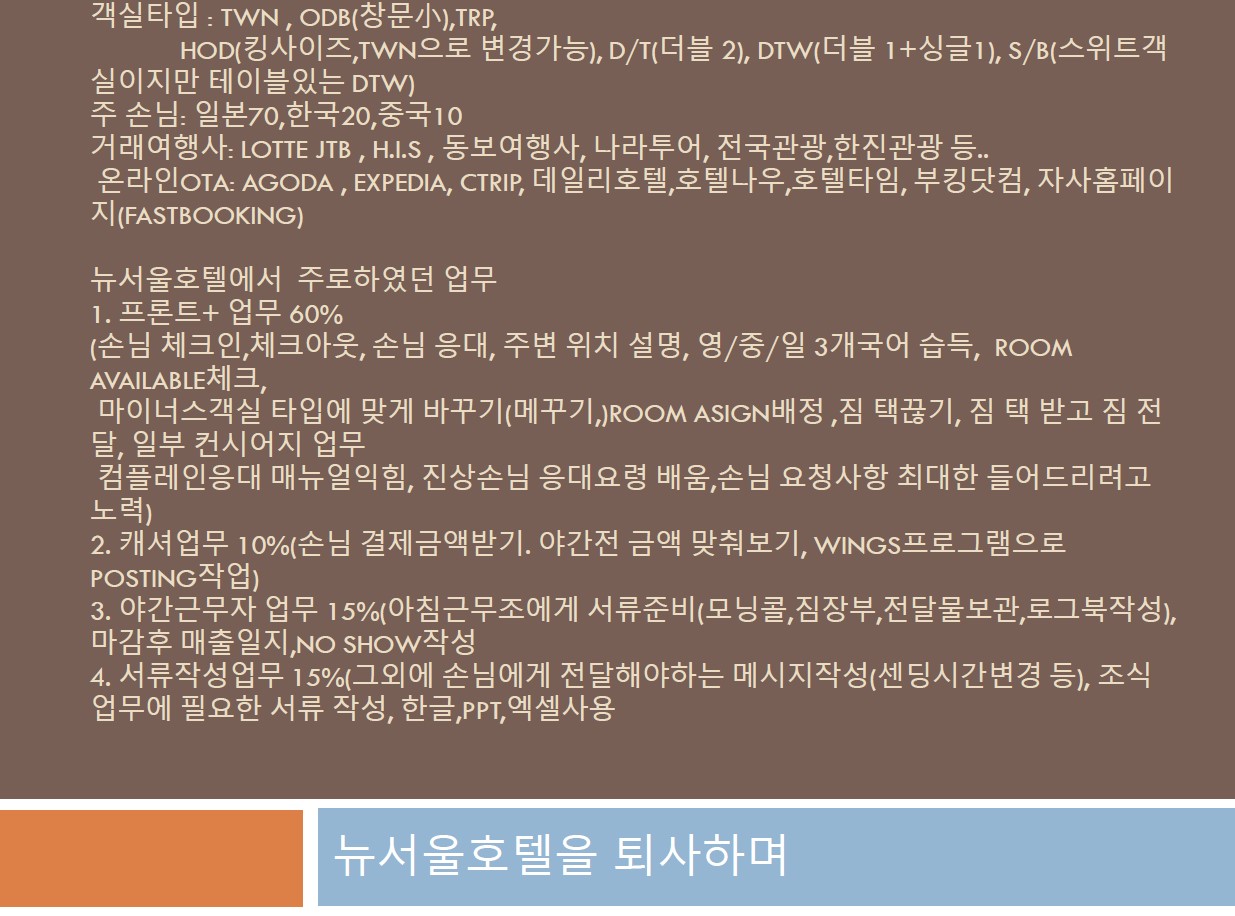 객실타입 : TWN , ODB(창문小),TRP,
HOD(킹사이즈,TWN으로 변경가능), D/T(더블 2), DTW(더블 1+싱글1), S/B(스위트객
실이지만 테이블있는 DTW)
주 손님: 일본70,한국20,중국10
거래여행사: LOTTE JTB , H.I.S , 동보여행사, 나라투어, 전국관광,한진관광 등..
온라인OTA: AGODA , EXPEDIA, CTRIP, 데일리호텔,호텔나우,호텔타임, 부킹닷컴, 자사홈페이
지(FASTBOOKING)
뉴서울호텔에서 주로하였던 업무
1. 프론트+ 업무 60%
(손님 체크인,체크아웃, 손님 응대, 주변 위치 설명, 영/중/일 3개국어 습득, ROOM
AVAILABLE체크,
마이너스객실 타입에 맞게 바꾸기(메꾸기,)ROOM ASIGN배정 ,짐 택끊기, 짐 택 받고 짐 전
달, 일부 컨시어지 업무
컴플레인응대 매뉴얼익힘, 진상손님 응대요령 배움,손님 요청사항 최대한 들어드리려고
노력)
2. 캐셔업무 10%(손님 결제금액받기. 야간전 금액 맞춰보기, WINGS프로그램으로
POSTING작업)
3. 야간근무자 업무 15%(아침근무조에게 서류준비(모닝콜,짐장부,전달물보관,로그북작성),
마감후 매출일지,NO SHOW작성
4. 서류작성업무 15%(그외에 손님에게 전달해야하는 메시지작성(센딩시간변경 등), 조식
업무에 필요한 서류 작성, 한글,PPT,엑셀사용
뉴서울호텔을 퇴사하며